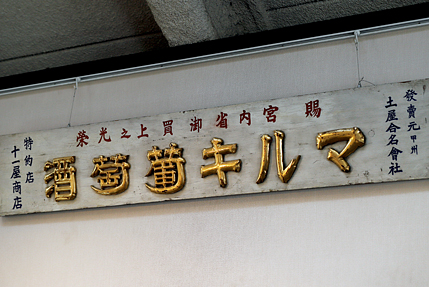 賜宮内省御買上之光栄
發賣元 甲州
土屋合名會社
マルキ葡萄酒
特約店
十一屋商店